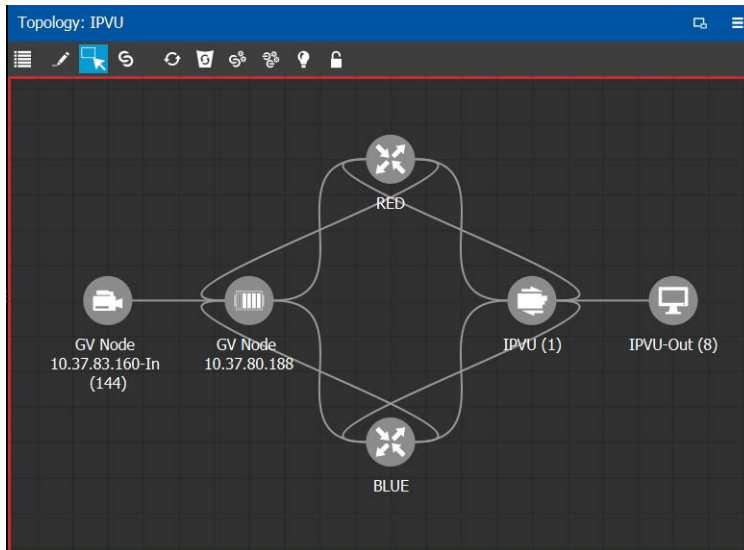 Topology: IPVU
RED
GV Node
10.37.83.160-In
(144)
GV Node
10.37.80.188
IPVU (1)
IPVU-Out (8)
BLUE